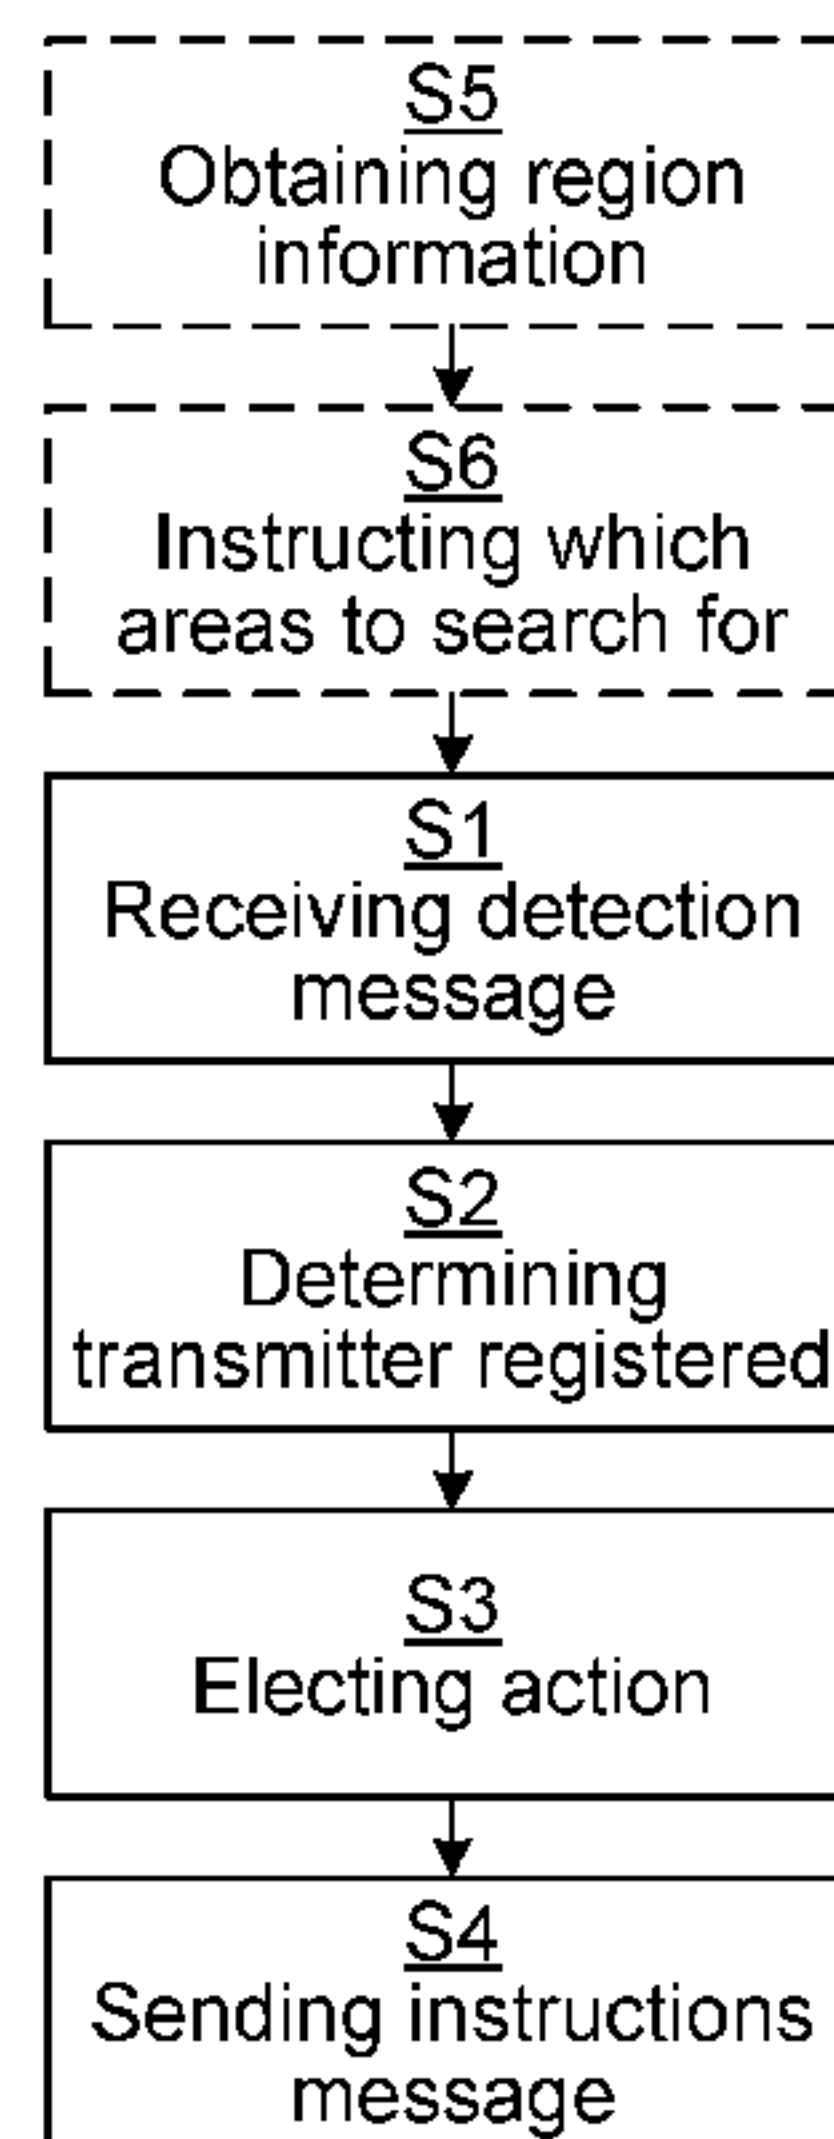 S5
Obtaining region
information
S6
Instructing which
areas to search for
S1
Receiving detection
message
S2
Determining
transmitter registered
S3
Electing action
S4
Sending instructions
message